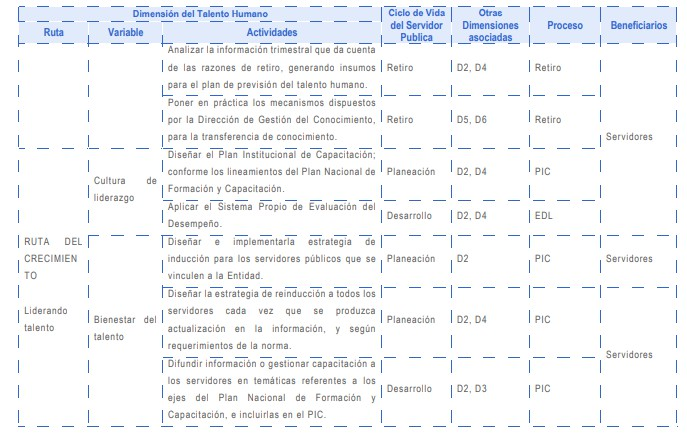 Dimensión del Talento Humano
Ciclo de Vida
del Servidor
Publica
Otras
Dimensiones
asociadas
Proceso
Beneficiarios
Ruta
Variable
Actividades
Analizar la información trimestral que da cuenta
de las razones de retiro, generando insumos
para el plan de previsión del talento humano.
Retiro
D2, D4
Retiro
Poner en práctica los mecanismos dispuestos
por la Dirección de Gestión del Conocimiento,
para la transferencia de conocimiento.
Retiro
D5, D6
Retiro
Servidores
RUTA DEL
CRECIMIEN
TO
Liderando
talento
Cultura de
liderazgo
Diseñar el Plan Institucional de Capacitación;
conforme los lineamientos del Plan Nacional de
Formación y Capacitación.
Planeación
D2, D4
PIC
Aplicar el Sistema Propio de Evaluación del
Desempeño.
Desarrollo
D2, D4
EDL
Bienestar del
talento
Diseñar e implementarla estrategia de
inducción para los servidores públicos que se
vinculen a la Entidad.
Planeación
D2
PIC
Servidores
Diseñar la estrategia de reinducción a todos los
servidores cada vez que se produzca
actualización en la información, y según
requerimientos de la norma.
Planeación
D2, D4
PIC
Servidores
Difundir información o gestionar capacitación a
los servidores en temáticas referentes a los
ejes del Plan Nacional de Formación y
Capacitación, e incluirlas en el PIC.
Desarrollo
D2, D3
PIC